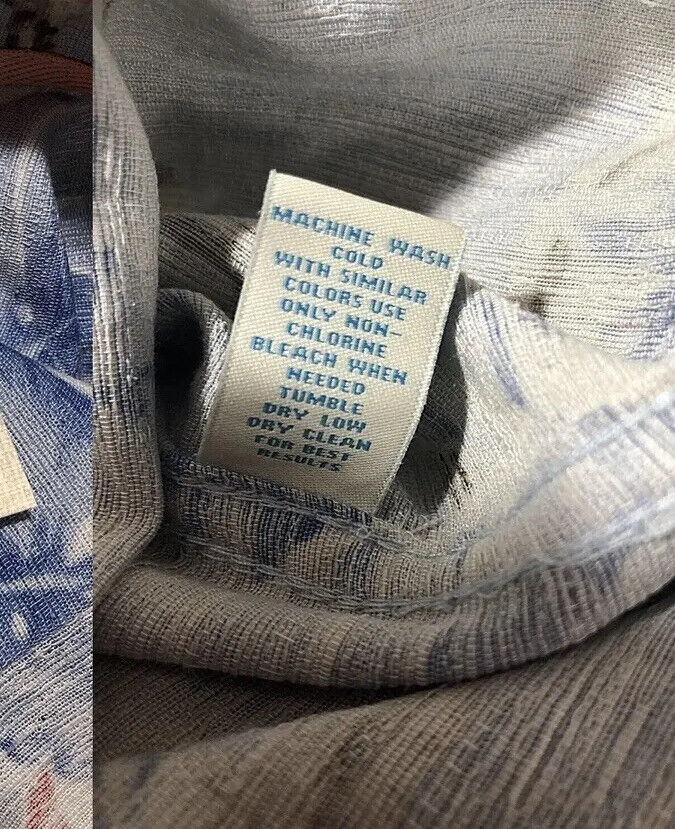 MACHINE WASH
COLD
WITH SIMILAR
COLORS USE
ONLY NON-
CHLORINE
BLEACH WHEN
NEEDED
TUMBLE
DRY LOW
DRY CLEAN
FOR BEST
RESULTS